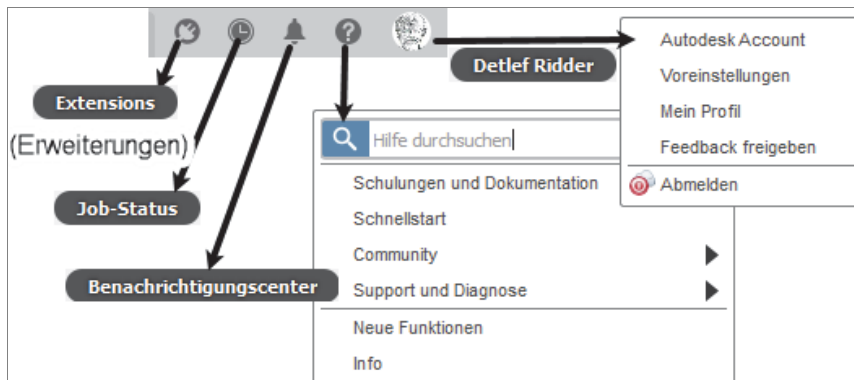 Extensions
(Erweiterungen)
Job-Status
Benachrichtigungscenter
Detlef Ridder
Autodesk Account
Voreinstellungen
Mein Profil
Feedback freigeben
Abmelden
Hilfe durchsuchen
Schulungen und Dokumentation
Schnellstart
Community
Support und Diagnose
Neue Funktionen
Info